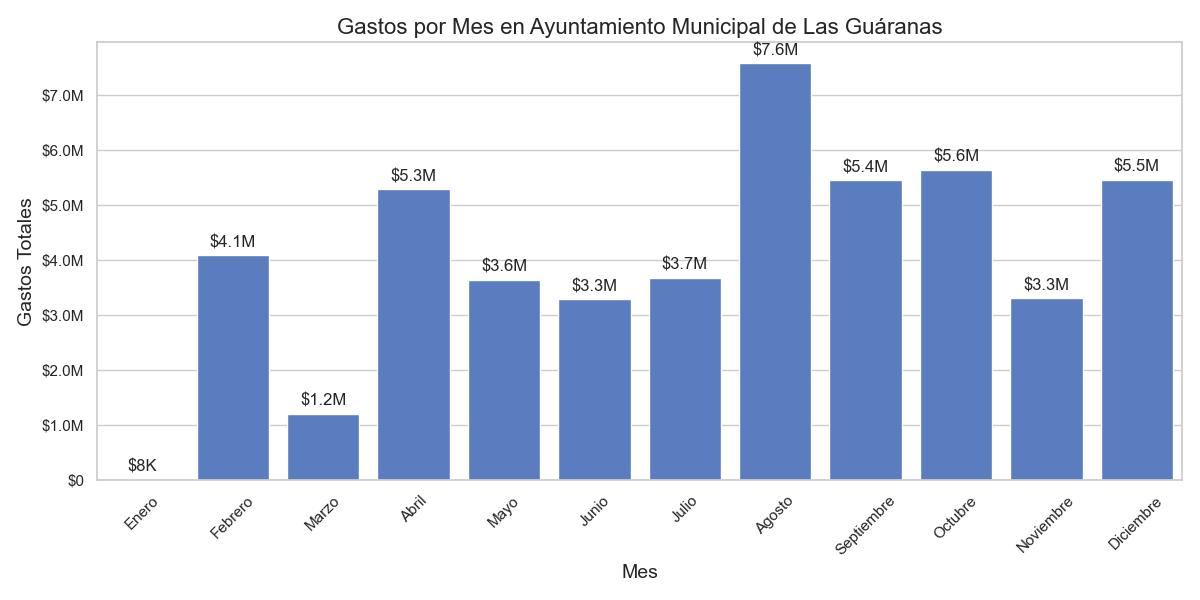 Gastos por Mes en Ayuntamiento Municipal de Las Guáranas
$7.6M
$7.0M
$6.0M
$5.6M
$5.4M
$5.5M
$5.3M
$5.0M
Gastos Totales
$4.1M
$4.0M
$3.6M
$3.7M
$3.3M
$3.3M
$3.0M
$2.0M
$1.2M
$1.0M
$8K
$0
Enero
Febrero
Marzo
Abril
Mayo
Junio
Julio
Agosto
Septiembre
Octubre
Noviembre
Diciembre
Mes